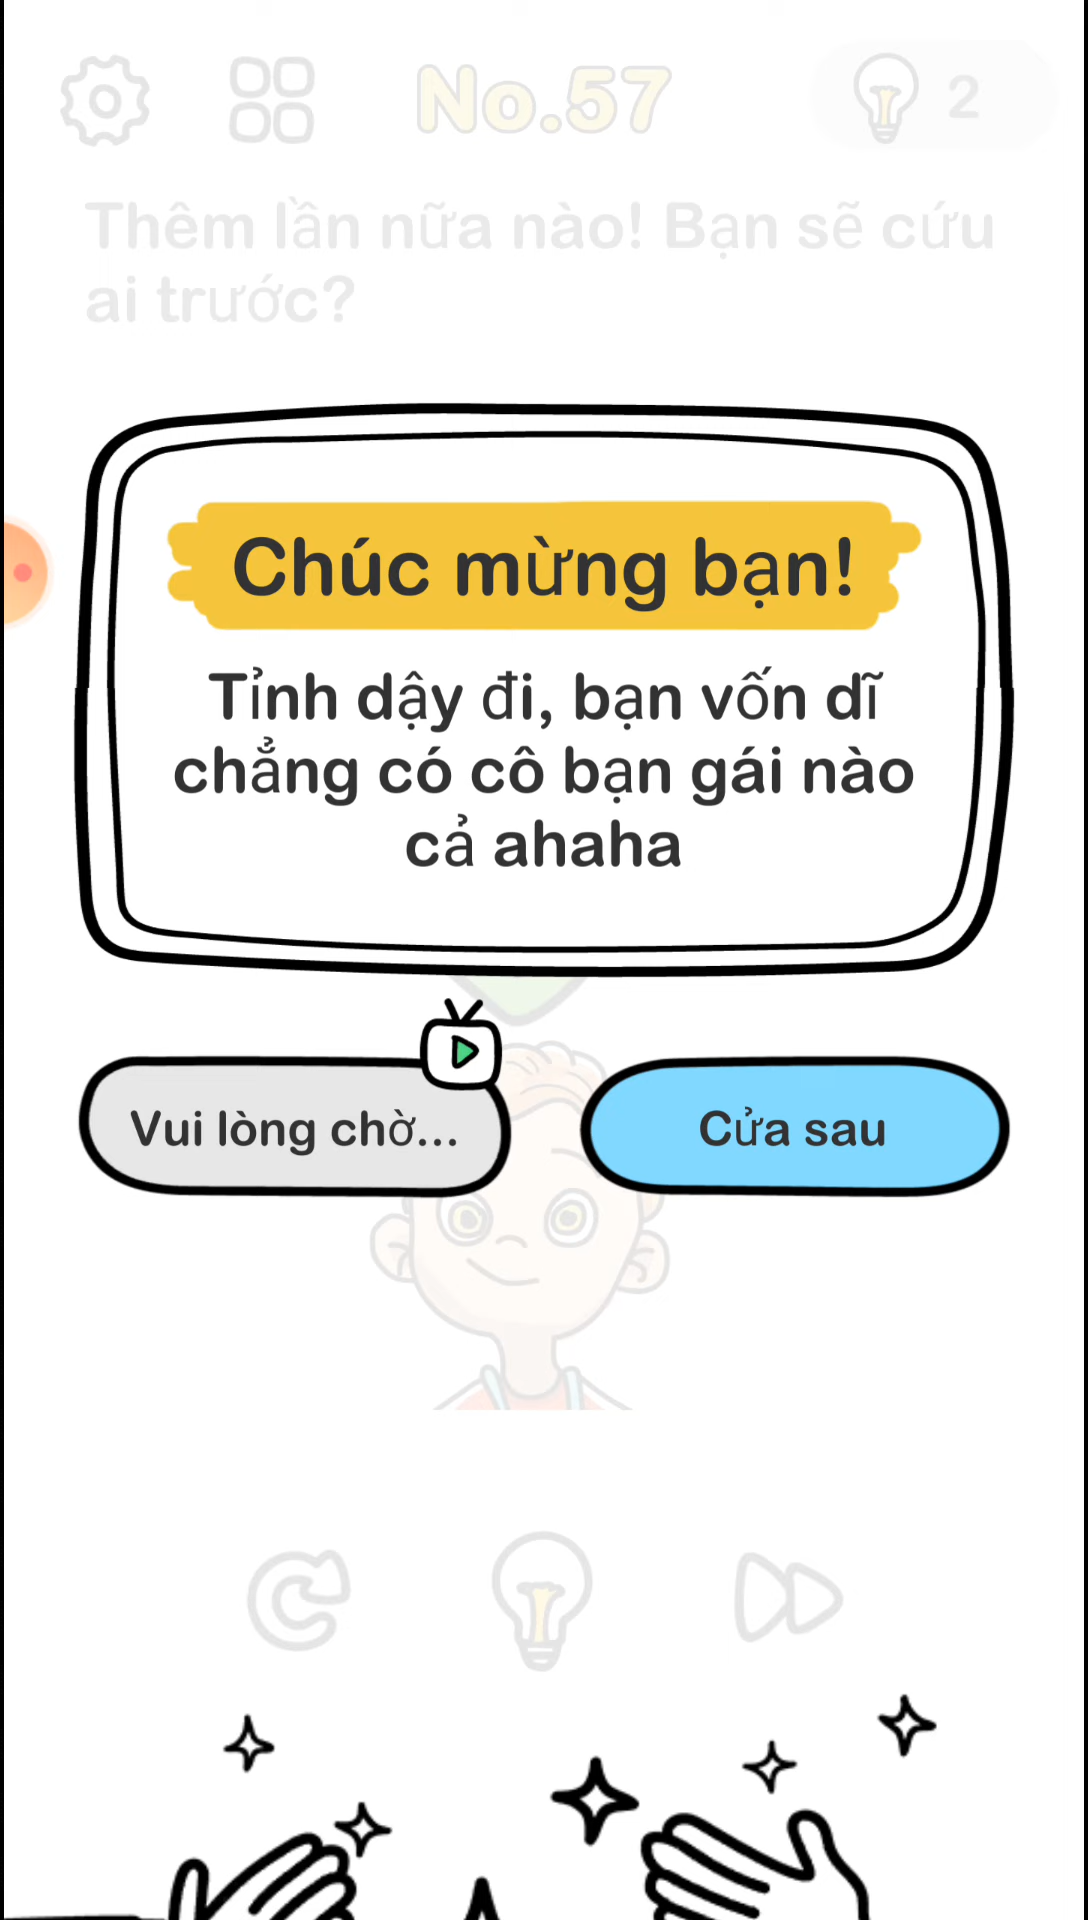 No.57
2
Thêm lần nữa nào! Bạn sẽ cứu
ai trước?
Chúc mừng bạn!
Tỉnh dậy đi, bạn vốn dĩ
chẳng có cô bạn gái nào
cả ahaha
Vui lòng chờ...
Cửa sau